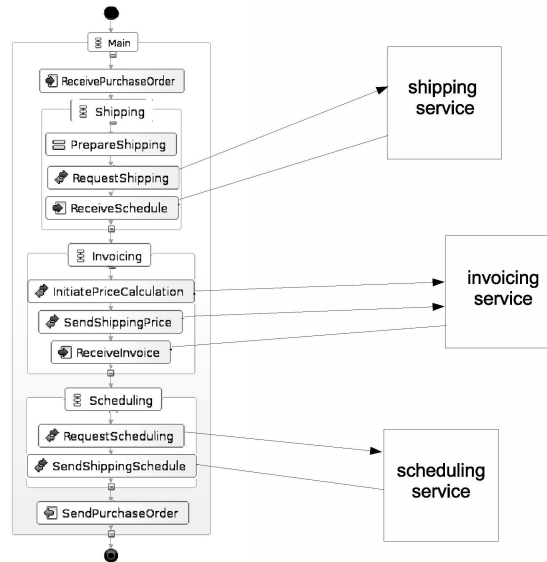 Main
ReceivePurchaseOrder
Shipping
PrepareShipping
RequestShipping
ReceiveSchedule
Invoicing
InitiatePriceCalculation
SendShippingPrice
ReceiveInvoice
Scheduling
RequestScheduling
SendShippingSchedule
SendPurchaseOrder
shipping
service
invoicing
service
scheduling
service